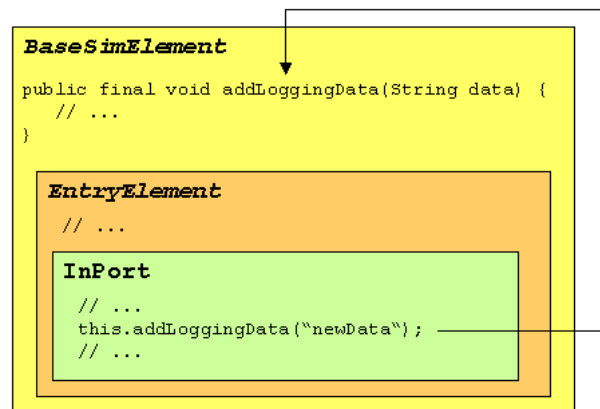 BaseSimElement
public final void addLoggingData(String data) {
// ...
}
EntryElement
// ...
InPort
// ...
this.addLoggingData("newData");
// ...